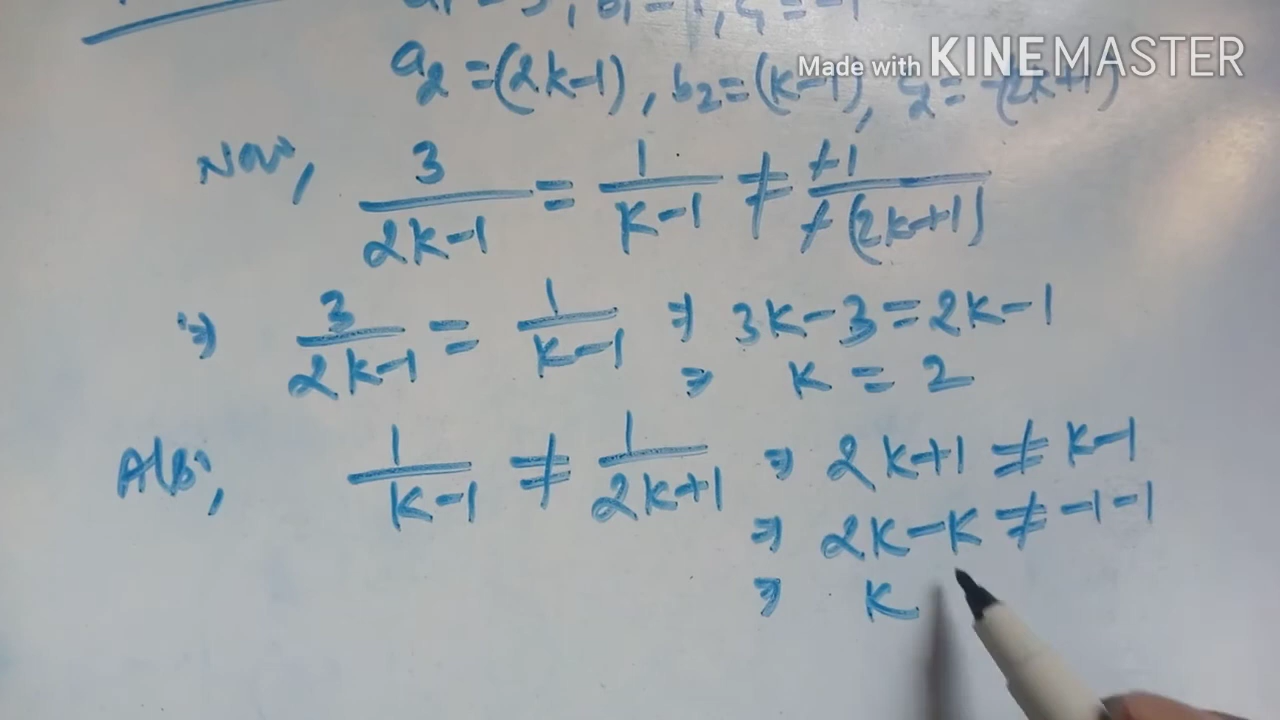 Made with KINEMASTER
a₂ = (2k-1), b₂ = (k-1), c₂ = -(2k+1)
Now, 3/(2k-1) = 1/(k-1) ≠ -1/-(2k+1)
⇒ 3/(2k-1) = 1/(k-1) ⇒ 3k-3 = 2k-1
⇒ k = 2
Also, 1/(k-1) ≠ 1/(2k+1) ⇒ 2k+1 ≠ k-1
⇒ 2k-k ≠ -1-1
⇒ k